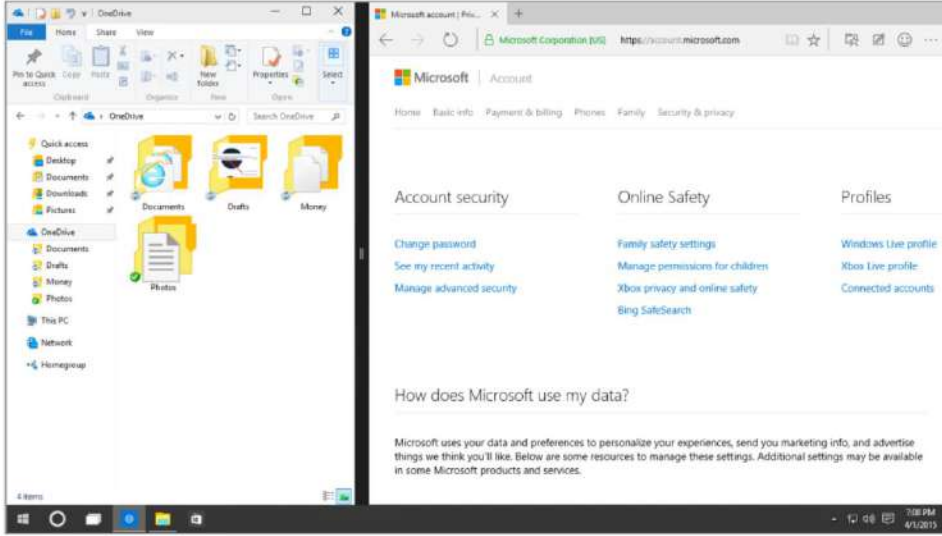 OneDrive
File Home Share View
Pin to Quick access Copy Paste
New folder Properties Select
Clipboard Organize New Open
OneDrive Search OneDrive
Quick access
Desktop
Documents
Downloads
Pictures
OneDrive
Documents
Drafts
Money
Photos
This PC
Network
Homegroup
Documents Drafts Money
Photos
4 items
Microsoft account | Priv...
Microsoft Corporation [US] https://account.microsoft.com
Microsoft Account
Home Basic info Payment & billing Phones Family Security & privacy
Account security
Change password
See my recent activity
Manage advanced security
Online Safety
Family safety settings
Manage permissions for children
Xbox privacy and online safety
Bing SafeSearch
Profiles
Windows Live profile
Xbox Live profile
Connected accounts
How does Microsoft use my data?
Microsoft uses your data and preferences to personalize your experiences, send you marketing info, and advertise
things we think you'll like. Below are some resources to manage these settings. Additional settings may be available
in some Microsoft products and services.
7:08 PM
4/1/2015